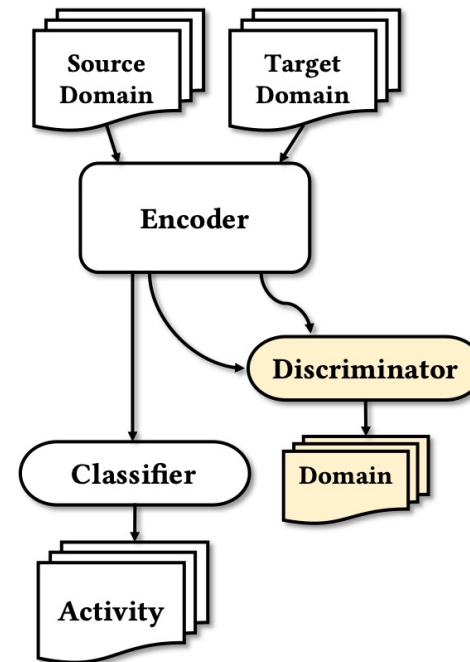 Source
Domain
Target
Domain
Encoder
Discriminator
Domain
Classifier
Activity